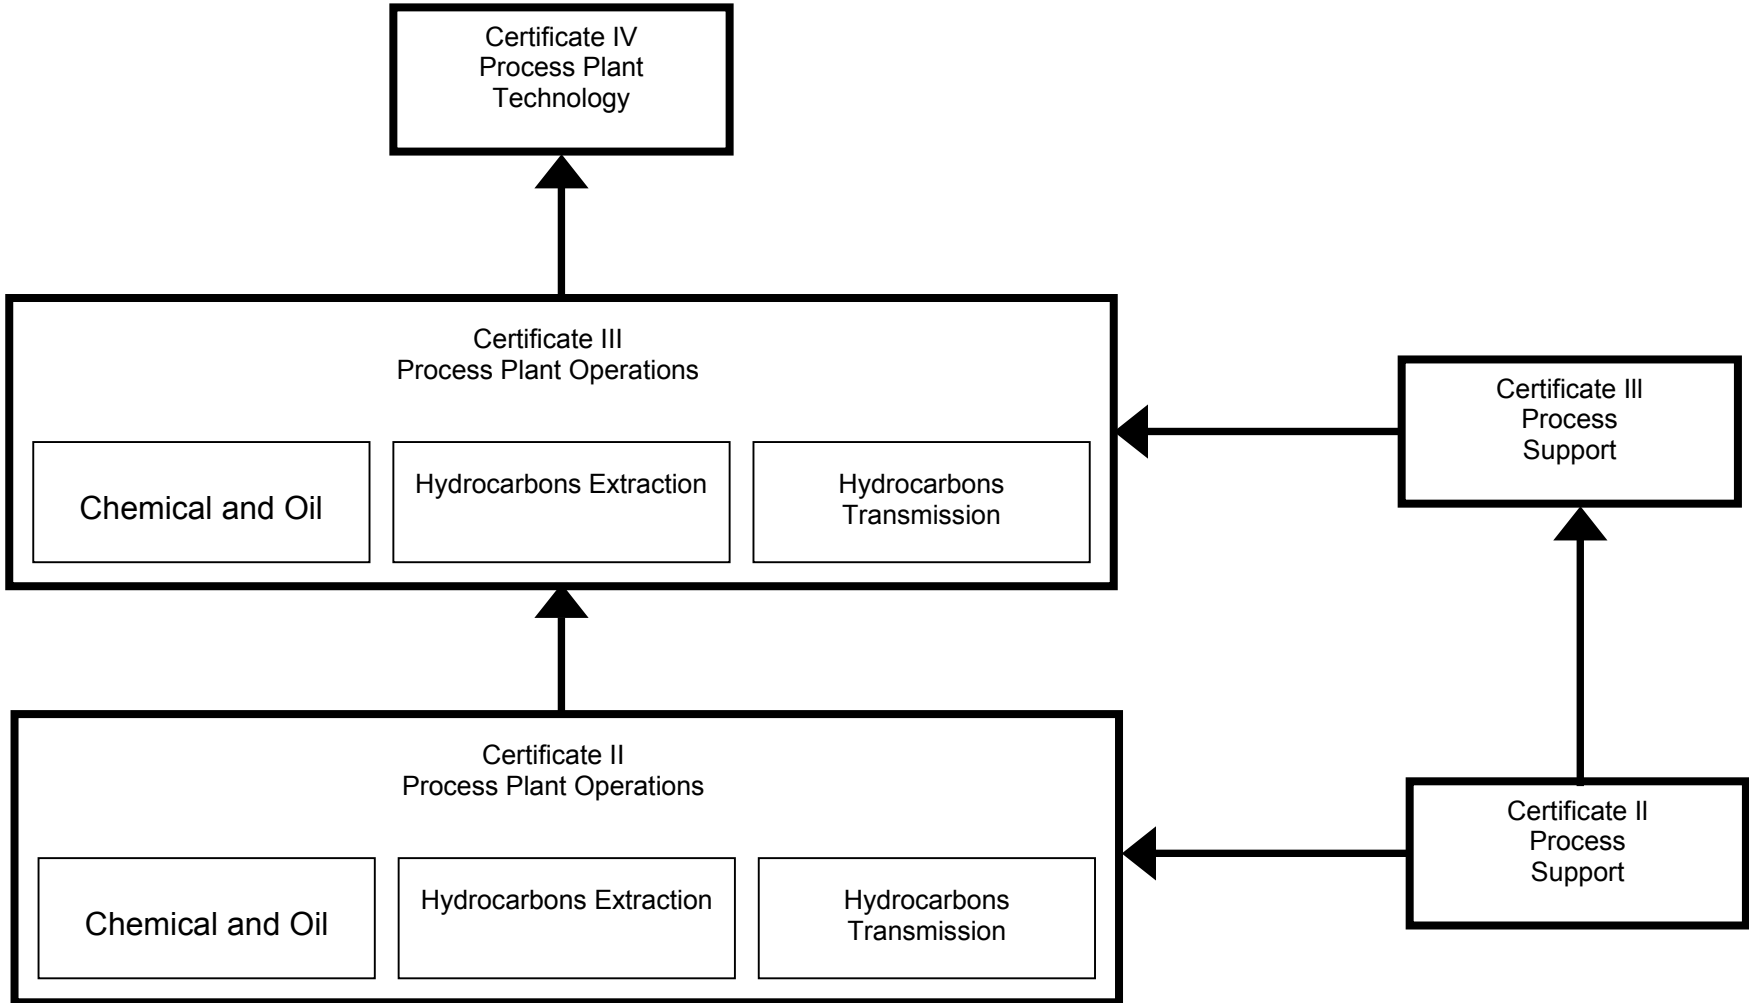 Certificate IV
Process Plant
Technology
Certificate III
Process Plant Operations
Chemical and Oil
Hydrocarbons Extraction
Hydrocarbons
Transmission
Certificate III
Process
Support
Certificate II
Process Plant Operations
Chemical and Oil
Hydrocarbons Extraction
Hydrocarbons
Transmission
Certificate II
Process
Support